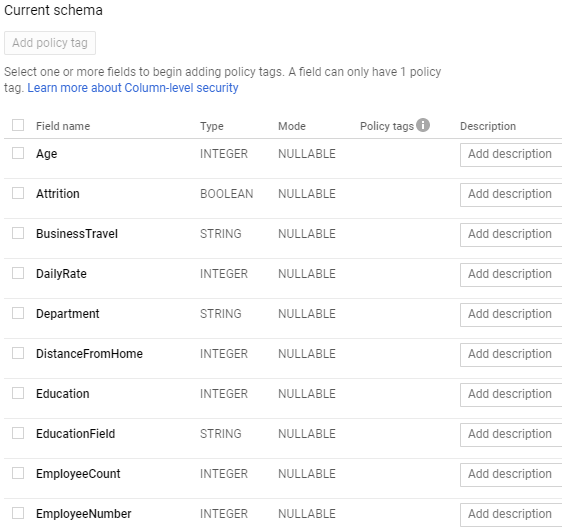 Current schema
Add policy tag
Select one or more fields to begin adding policy tags. A field can only have 1 policy
tag. Learn more about Column-level security
Field name Type Mode Policy tags Description
Age INTEGER NULLABLE Add description
Attrition BOOLEAN NULLABLE Add description
BusinessTravel STRING NULLABLE Add description
DailyRate INTEGER NULLABLE Add description
Department STRING NULLABLE Add description
DistanceFromHome INTEGER NULLABLE Add description
Education INTEGER NULLABLE Add description
EducationField STRING NULLABLE Add description
EmployeeCount INTEGER NULLABLE Add description
EmployeeNumber INTEGER NULLABLE Add description